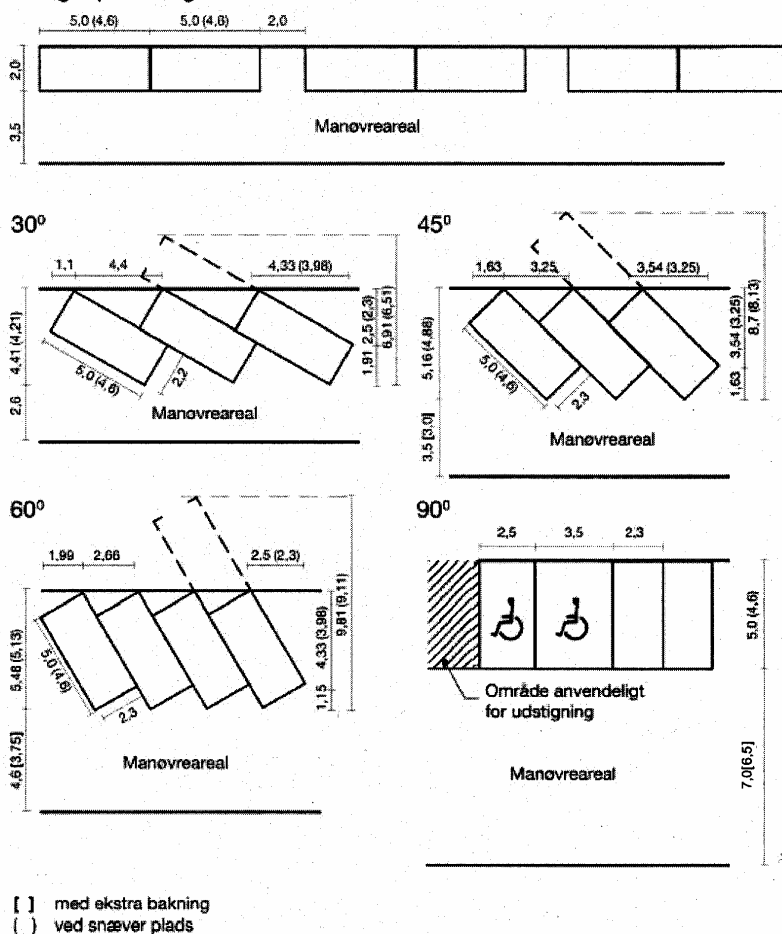 5,0 (4,6) 5,0 (4,6) 2,0
2,0
3,5
Manøvreareal
30⁰
1,1 4,4 4,33 (3,98)
4,41 (4,21)
2,6
5,0 (4,6)
2,2
1,91 2,5 (2,3)
6,91 (6,51)
Manøvreareal
45⁰
1,63 3,25 3,54 (3,25)
5,16 (4,88)
3,5 [3,0]
5,0 (4,6)
2,3
1,63 3,54 (3,25)
8,7 (8,13)
Manøvreareal
60⁰
1,99 2,66 2,5 (2,3)
5,48 (5,13)
4,6 [3,75]
5,0 (4,6)
2,3
1,15 4,33 (3,98)
9,81 (9,11)
Manøvreareal
90⁰
2,5 3,5 2,3
5,0 (4,6)
7,0[6,5]
Område anvendeligt
for udstigning
Manøvreareal
[ ] med ekstra bakning
( ) ved snæver plads